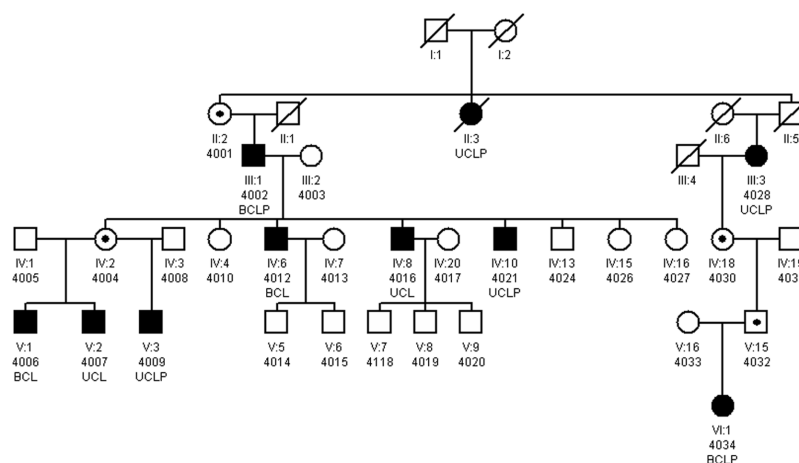 I:1 I:2
II:2 II:1 II:3 II:6 II:5
4001 UCLP
III:1 III:2 III:4 III:3
4002 4003 4028
BCLP UCLP
IV:1 IV:2 IV:3 IV:4 IV:6 IV:7 IV:8 IV:20 IV:10 IV:13 IV:15 IV:16 IV:18
4005 4004 4008 4010 4012 4013 4016 4017 4021 4024 4026 4027 4030
BCL UCL UCLP
V:1 V:2 V:3 V:5 V:6 V:7 V:8 V:9 V:16 V:15
4006 4007 4009 4014 4015 4118 4019 4020 4033 4032
BCL UCL UCLP
VI:1
4034
BCLP